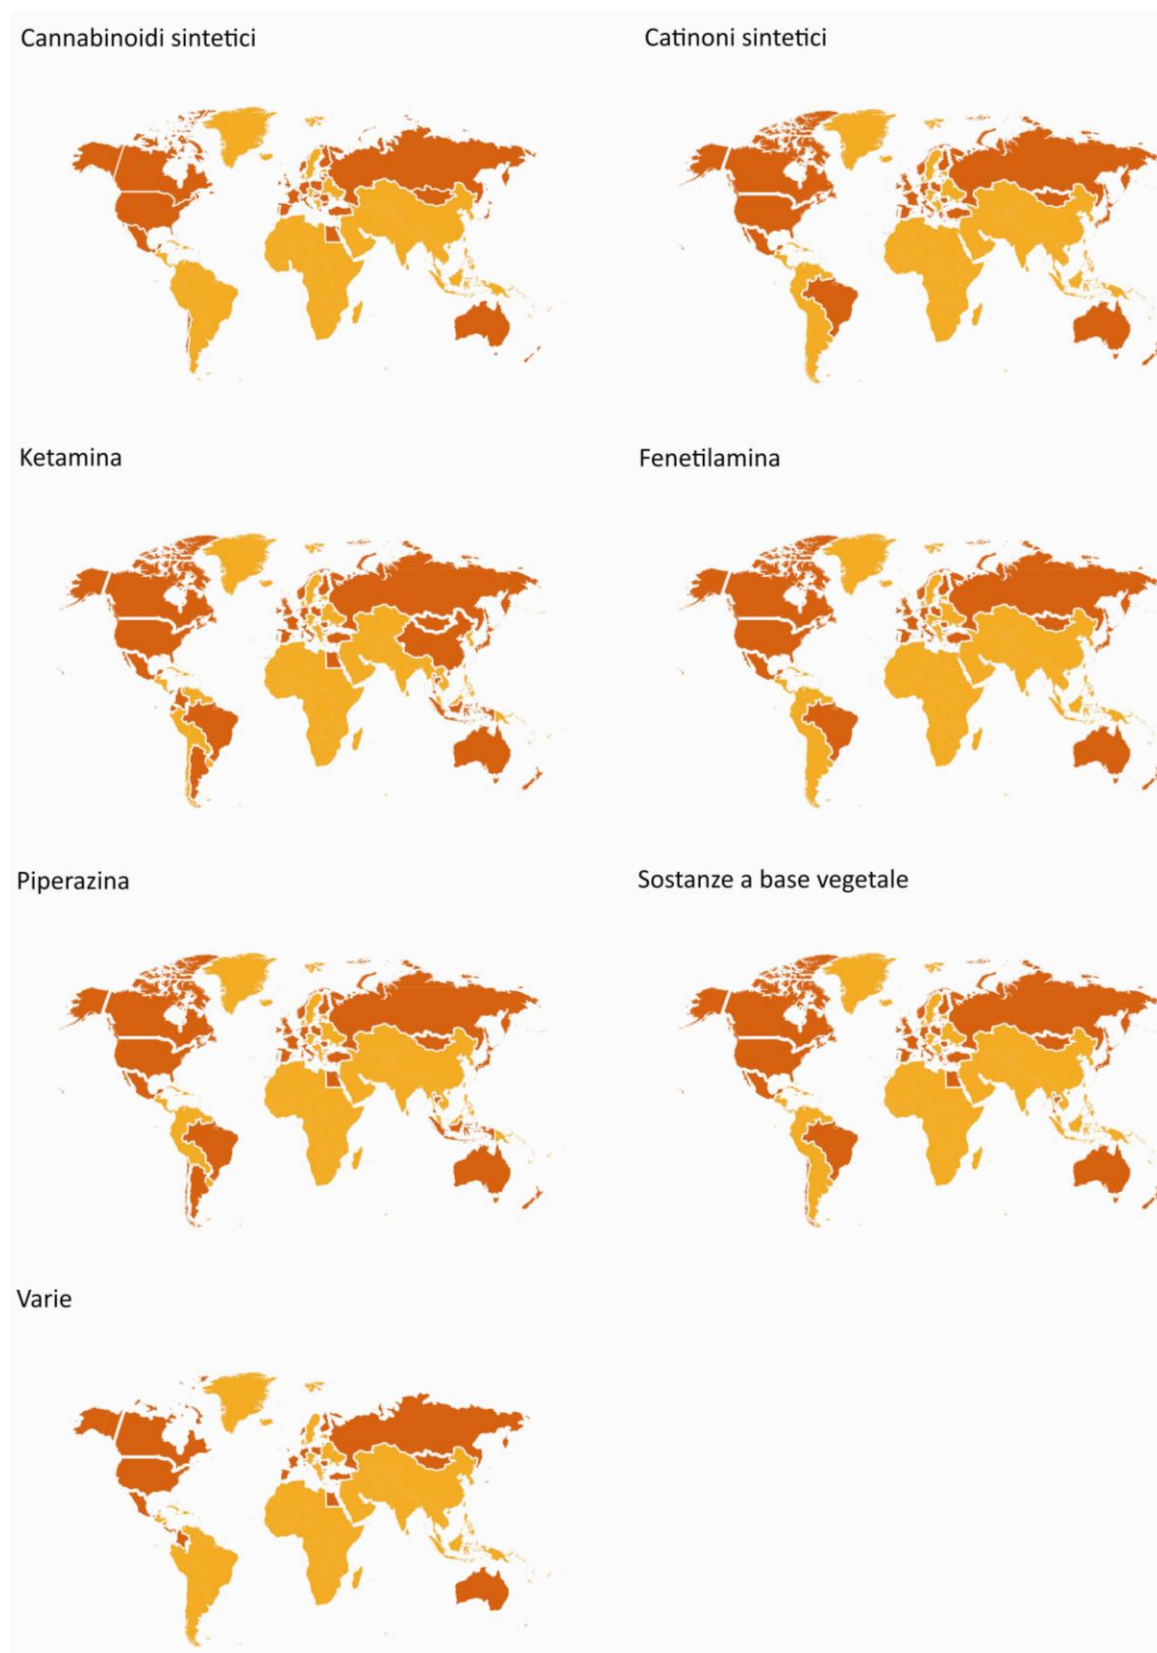 Cannabinoidi sintetici
Catinoni sintetici
Ketamina
Fenetilamina
Piperazina
Sostanze a base vegetale
Varie